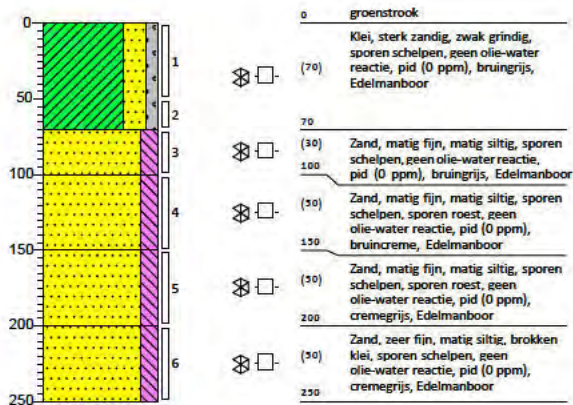 0
50
100
150
200
250
1
2
3
4
5
6
0 groenstrook
Klei, sterk zandig, zwak grindig,
sporen schelpen, geen olie-water
(70) reactie, pid (0 ppm), bruingrijs,
Edelmanboor
70
(30) Zand, matig fijn, matig siltig, sporen
schelpen, geen olie-water reactie,
100 pid (0 ppm), bruingrijs, Edelmanboor
Zand, matig fijn, matig siltig, sporen
(50) schelpen, sporen roest, geen
olie-water reactie, pid (0 ppm),
150 bruincreme, Edelmanboor
Zand, matig fijn, matig siltig, sporen
(50) schelpen, sporen roest, geen
olie-water reactie, pid (0 ppm),
200 cremegrijs, Edelmanboor
Zand, zeer fijn, matig siltig, brokken
(50) klei, sporen schelpen, geen
olie-water reactie, pid (0 ppm),
250 cremegrijs, Edelmanboor